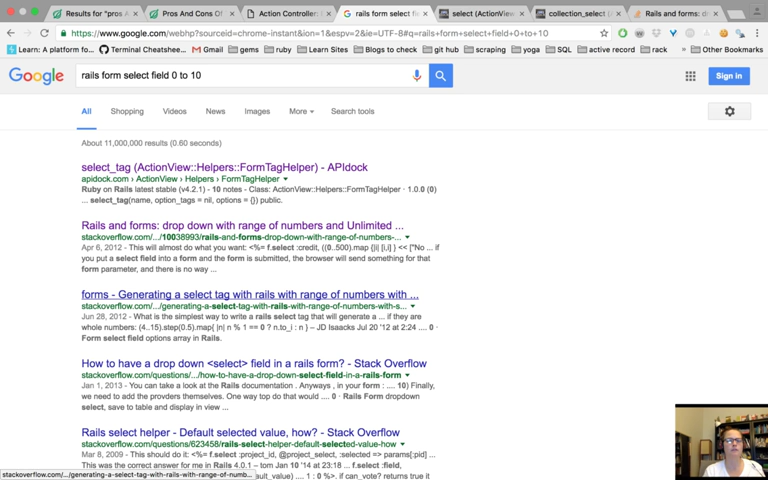 Results for "pros A
Pros And Cons Of
Action Controller: F
rails form select fiel
select (ActionView
collection_select (A
Rails and forms: dr
https://www.google.com/webhp?sourceid=chrome-instant&ion=1&espv=2&ie=UTF-8#q=rails+form+select+field+0+to+10
Learn: A platform fo...
Terminal Cheatshee...
Gmail
gems
ruby
Learn Sites
Blogs to check
git hub
scraping
yoga
SQL
active record
rack
Other Bookmarks
Google
rails form select field 0 to 10
Sign in
All
Shopping
Videos
News
Images
More
Search tools
About 11,000,000 results (0.60 seconds)
select_tag (ActionView::Helpers::FormTagHelper) - APIdock
apidock.com › ActionView › Helpers › FormTagHelper
Ruby on Rails latest stable (v4.2.1) - 10 notes - Class: ActionView::Helpers::FormTagHelper · 1.0.0 (0)
... select_tag(name, option_tags = nil, options = {}) public.
Rails and forms: drop down with range of numbers and Unlimited ...
stackoverflow.com/.../10038993/rails-and-forms-drop-down-with-range-of-numbers-...
Apr 6, 2012 - This will almost do what you want: <%= f.select :credit, ((0..500).map {|i| [i,i] } << ["No ... if
you put a select field into a form and the form is submitted, the browser will send something for that
form parameter, and there is no way ...
forms - Generating a select tag with rails with range of numbers with ...
stackoverflow.com/.../generating-a-select-tag-with-rails-with-range-of-numbers-with-s...
Jun 28, 2012 - What is the simplest way to write a rails select tag that will generate a ... if they are
whole numbers: (4..15).step(0.5).map{ |n| n % 1 == 0 ? n.to_i : n } – JD Isaacks Jul 20 '12 at 2:24 .... 0 ·
Form select field options array in Rails.
How to have a drop down <select> field in a rails form? - Stack Overflow
stackoverflow.com/questions/.../how-to-have-a-drop-down-select-field-in-a-rails-form
Jan 1, 2013 - You can take a look at the Rails documentation . Anyways , in your form : .... 10) Finally,
we need to add the provders themselves. One way top do that would .... 0 · Rails Form dropdown
select, save to table and display in view ...
Rails select helper - Default selected value, how? - Stack Overflow
stackoverflow.com/questions/623458/rails-select-helper-default-selected-value-how
Mar 8, 2009 - This should do it: <%= f.select :project_id, @project_select, :selected => params[:pid] ...
This was the correct answer for me in Rails 4.0.1 – tom Jan 10 '14 at 23:18 ... f.select :field,
1 : 0 %>. if can_vote? returns true it
stackoverflow.com/.../generating-a-select-tag-with-rails-with-range-of-numb...